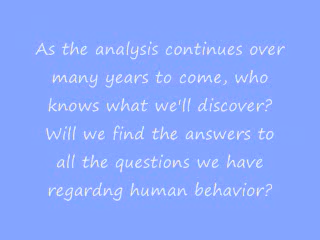 As the analysis continues over
many years to come, who
knows what we'll discover?
Will we find the answers to
all the questions we have
regardng human behavior?